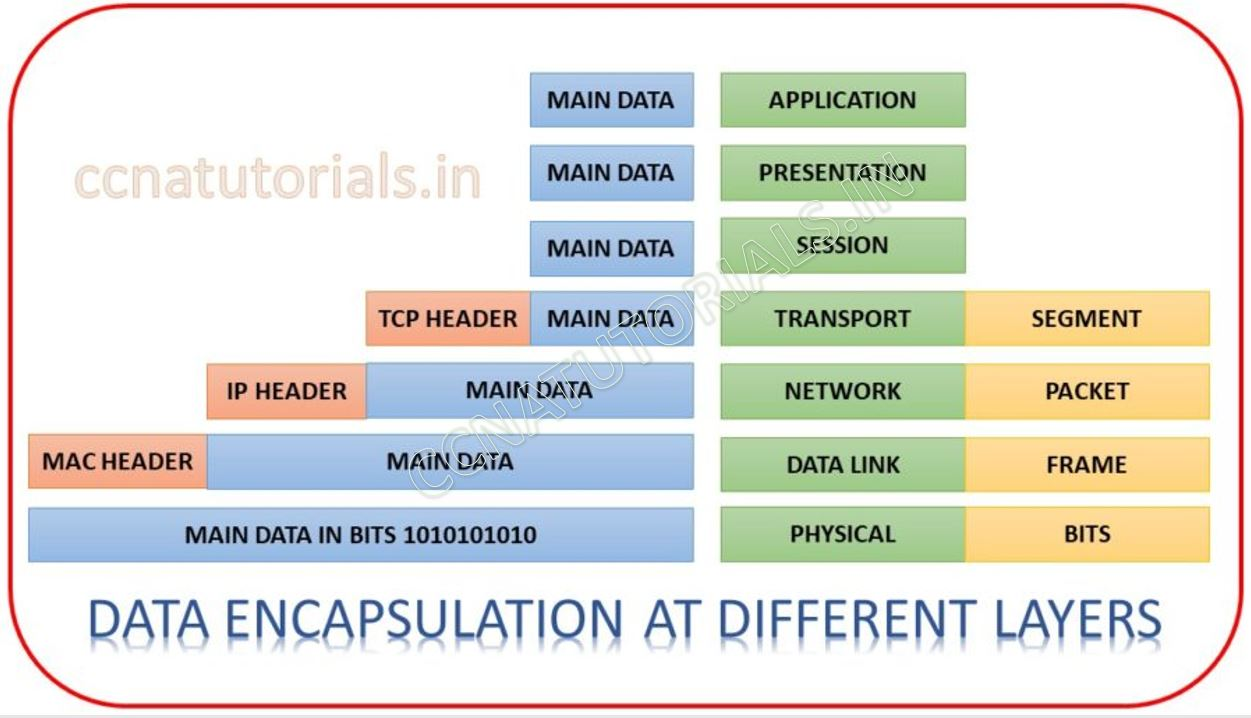 MAIN DATA APPLICATION
ccnatutorials.in
MAIN DATA PRESENTATION
MAIN DATA SESSION
TCP HEADER MAIN DATA TRANSPORT SEGMENT
IP HEADER MAIN DATA NETWORK PACKET
MAC HEADER MAIN DATA DATA LINK FRAME
MAIN DATA IN BITS 1010101010 PHYSICAL BITS
CCNATUTORIALS.IN
DATA ENCAPSULATION AT DIFFERENT LAYERS